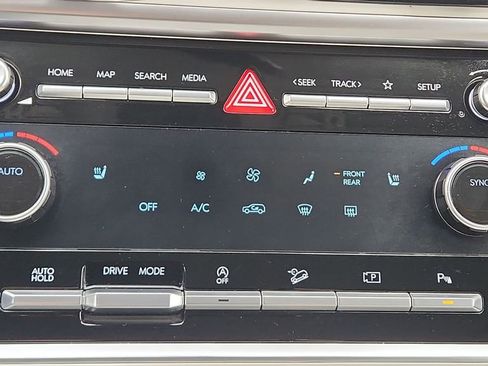 HOME MAP SEARCH MEDIA <SEEK TRACK> ☆ SETUP
AUTO FRONT SYNC
REAR
OFF A/C
AUTO HOLD DRIVE MODE A OFF P P